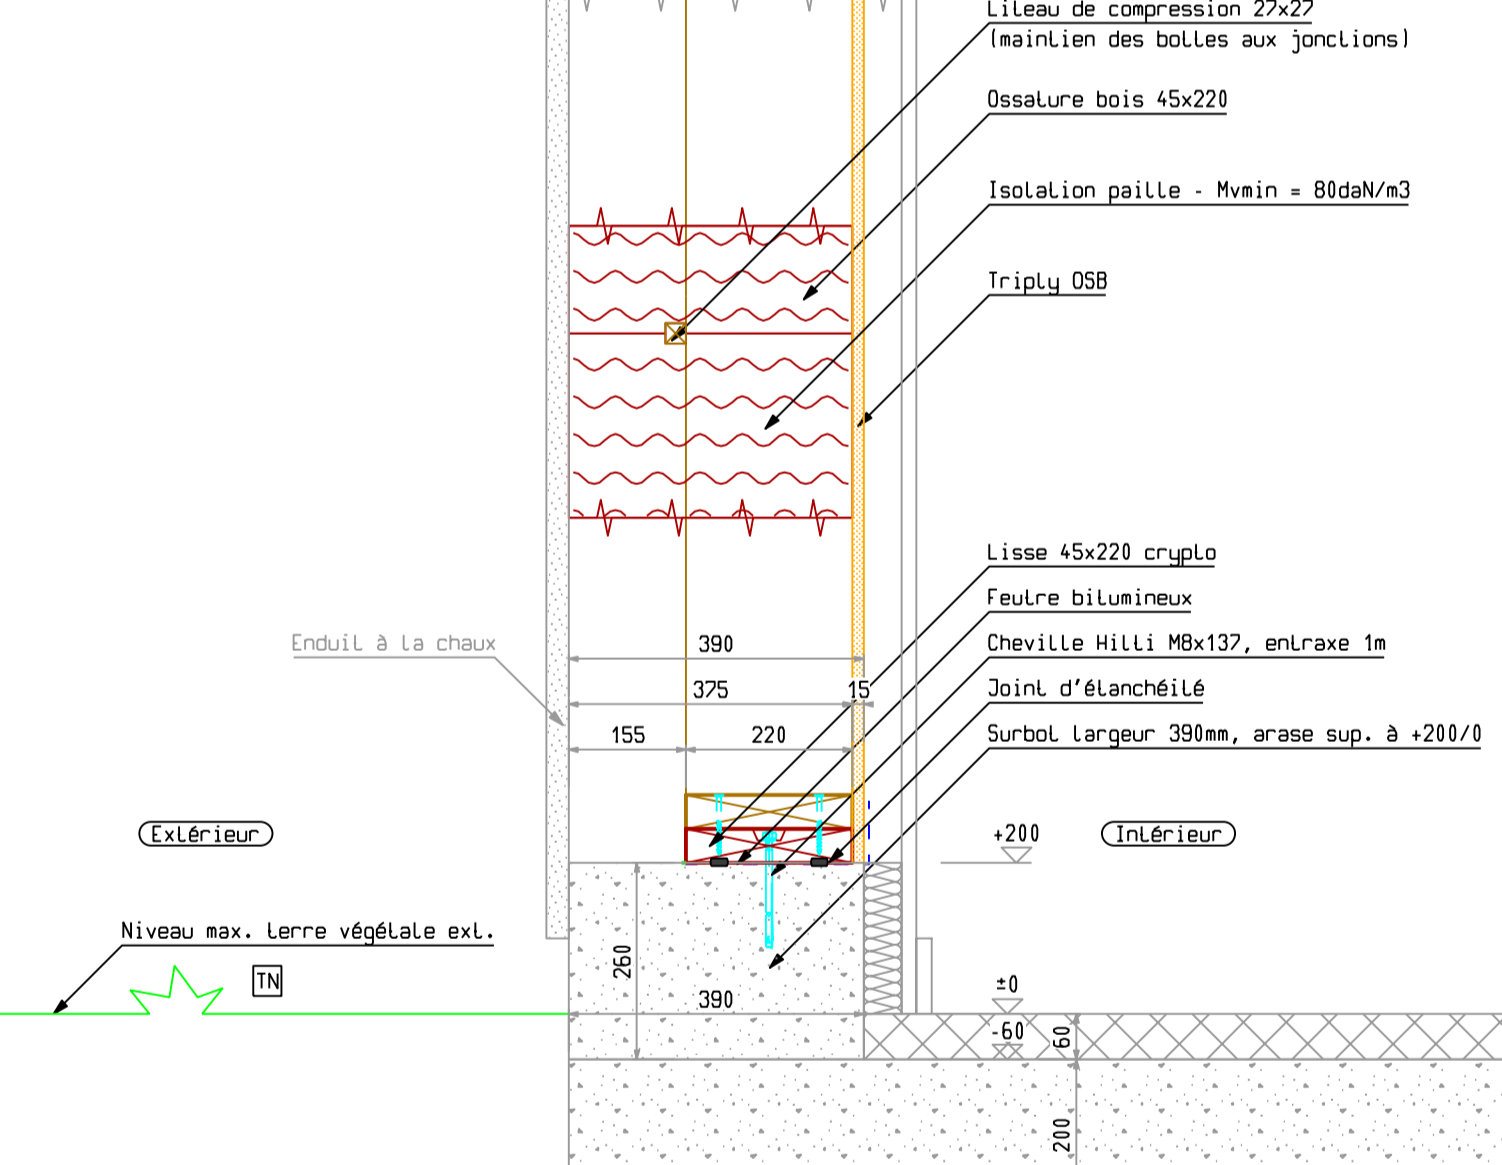 Liteau de compression 27x27
(maintien des bottes aux jonctions)
Ossature bois 45x220
Isolation paille - Mvmin = 80daN/m3
Triply OSB
Lisse 45x220 crypto
Feutre bitumineux
Cheville Hilti M8x137, entraxe 1m
Joint d'étanchéité
Surbot largeur 390mm, arase sup. à +200/0
Enduit à la chaux
390
375
15
155
220
Extérieur
+200
Intérieur
Niveau max. terre végétale ext.
TN
260
390
±0
-60
60
200